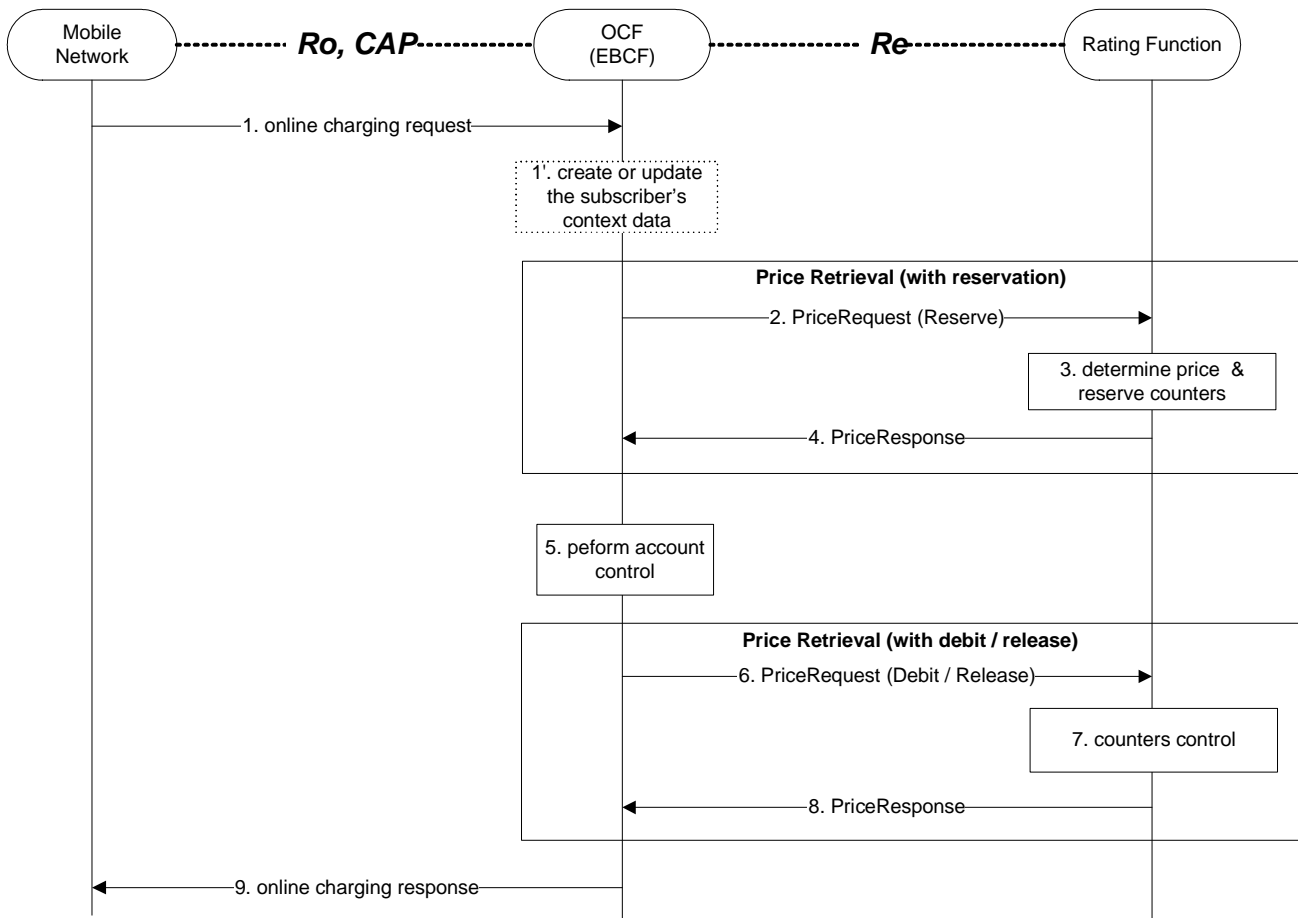 Mobile
Network
Ro, CAP
OCF
(EBCF)
Re
Rating Function
1. online charging request
1'. create or update
the subscriber's
context data
Price Retrieval (with reservation)
2. PriceRequest (Reserve)
3. determine price &
reserve counters
4. PriceResponse
5. peform account
control
Price Retrieval (with debit / release)
6. PriceRequest (Debit / Release)
7. counters control
8. PriceResponse
9. online charging response